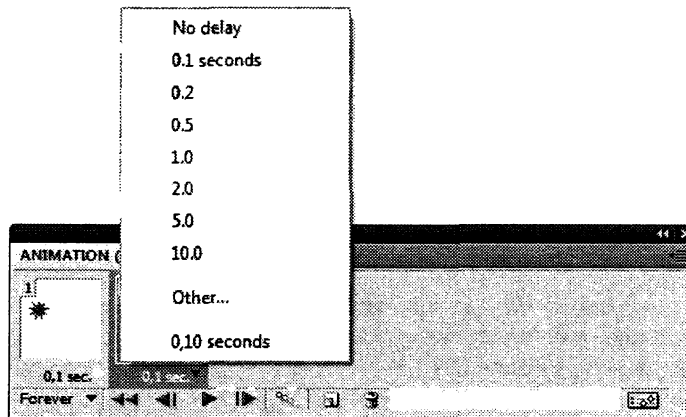 No delay
0.1 seconds
0.2
0.5
1.0
2.0
5.0
10.0
Other...
0,10 seconds
ANIMATION (
1
0,1 sec.
0,1 sec.
Forever